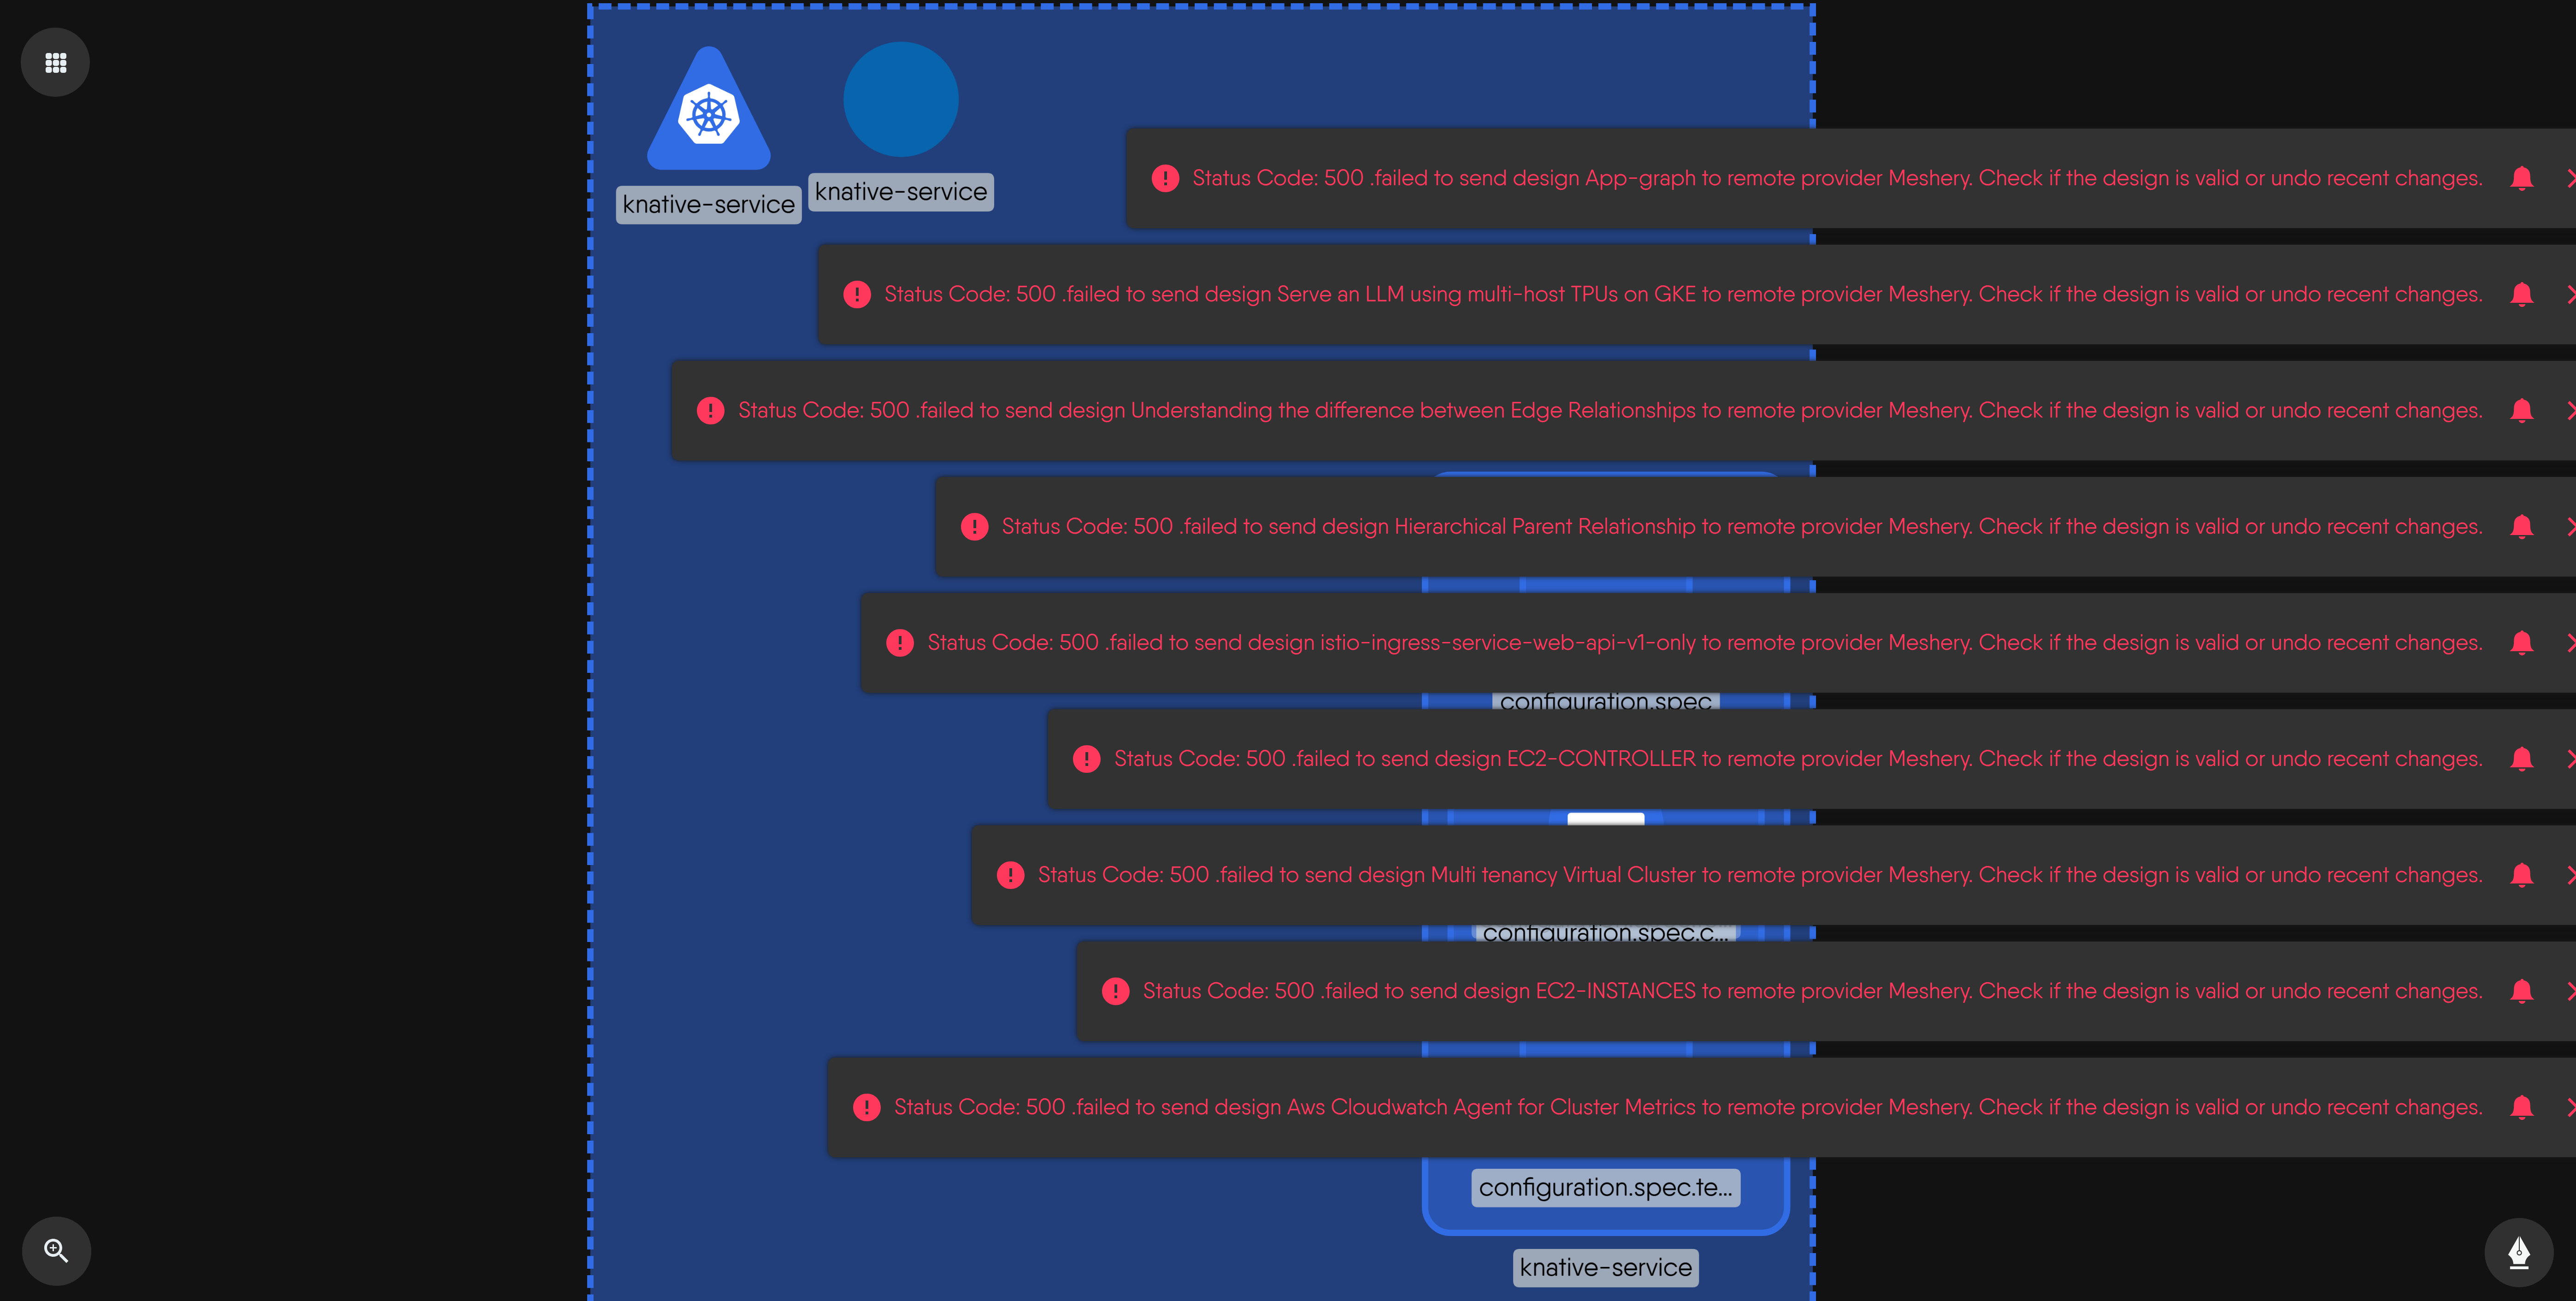 knative-service
knative-service
Status Code: 500 .failed to send design App-graph to remote provider Meshery. Check if the design is valid or undo recent changes.
Status Code: 500 .failed to send design Serve an LLM using multi-host TPUs on GKE to remote provider Meshery. Check if the design is valid or undo recent changes.
Status Code: 500 .failed to send design Understanding the difference between Edge Relationships to remote provider Meshery. Check if the design is valid or undo recent changes.
Status Code: 500 .failed to send design Hierarchical Parent Relationship to remote provider Meshery. Check if the design is valid or undo recent changes.
Status Code: 500 .failed to send design istio-ingress-service-web-api-v1-only to remote provider Meshery. Check if the design is valid or undo recent changes.
configuration.spec
Status Code: 500 .failed to send design EC2-CONTROLLER to remote provider Meshery. Check if the design is valid or undo recent changes.
Status Code: 500 .failed to send design Multi tenancy Virtual Cluster to remote provider Meshery. Check if the design is valid or undo recent changes.
configuration.spec.c...
Status Code: 500 .failed to send design EC2-INSTANCES to remote provider Meshery. Check if the design is valid or undo recent changes.
Status Code: 500 .failed to send design Aws Cloudwatch Agent for Cluster Metrics to remote provider Meshery. Check if the design is valid or undo recent changes.
configuration.spec.te...
knative-service